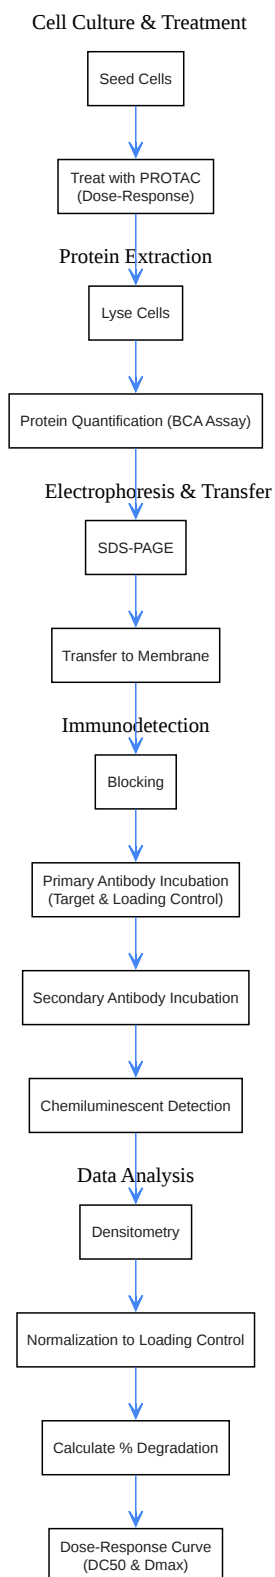 Cell Culture & Treatment
Seed Cells
Treat with PROTAC
(Dose-Response)
Protein Extraction
Lyse Cells
Protein Quantification (BCA Assay)
Electrophoresis & Transfer
SDS-PAGE
Transfer to Membrane
Immunodetection
Blocking
Primary Antibody Incubation
(Target & Loading Control)
Secondary Antibody Incubation
Chemiluminescent Detection
Data Analysis
Densitometry
Normalization to Loading Control
Calculate % Degradation
Dose-Response Curve
(DC50 & Dmax)